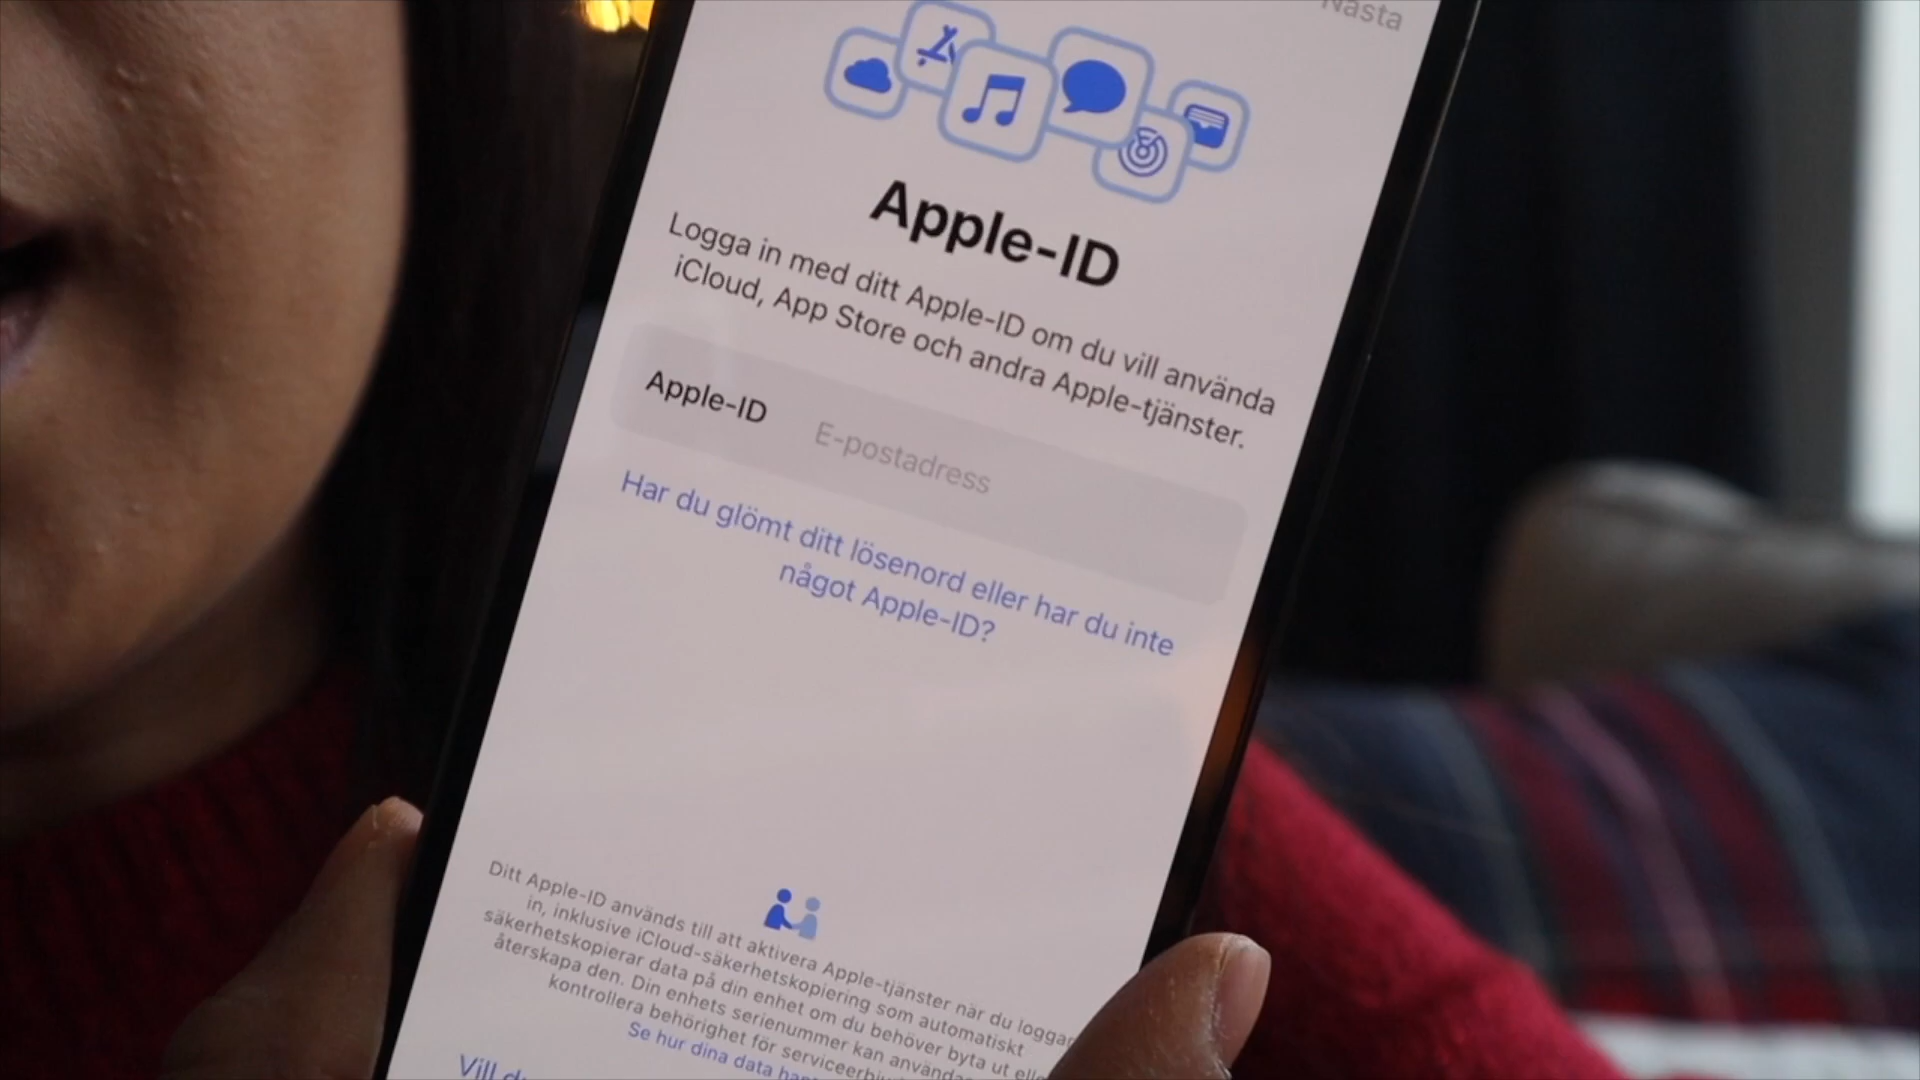 Nästa
Apple-ID
Logga in med ditt Apple-ID om du vill använda
iCloud, App Store och andra Apple-tjänster.
Apple-ID E-postadress
Har du glömt ditt lösenord eller har du inte
något Apple-ID?
Ditt Apple-ID används till att aktivera Apple-tjänster när du loggar
in, inklusive iCloud-säkerhetskopiering som automatiskt
säkerhetskopierar data på din enhet om du behöver byta ut eller
återskapa den. Din enhets serienummer kan användas
kontrollera behörighet för
Se hur dina data
Vill